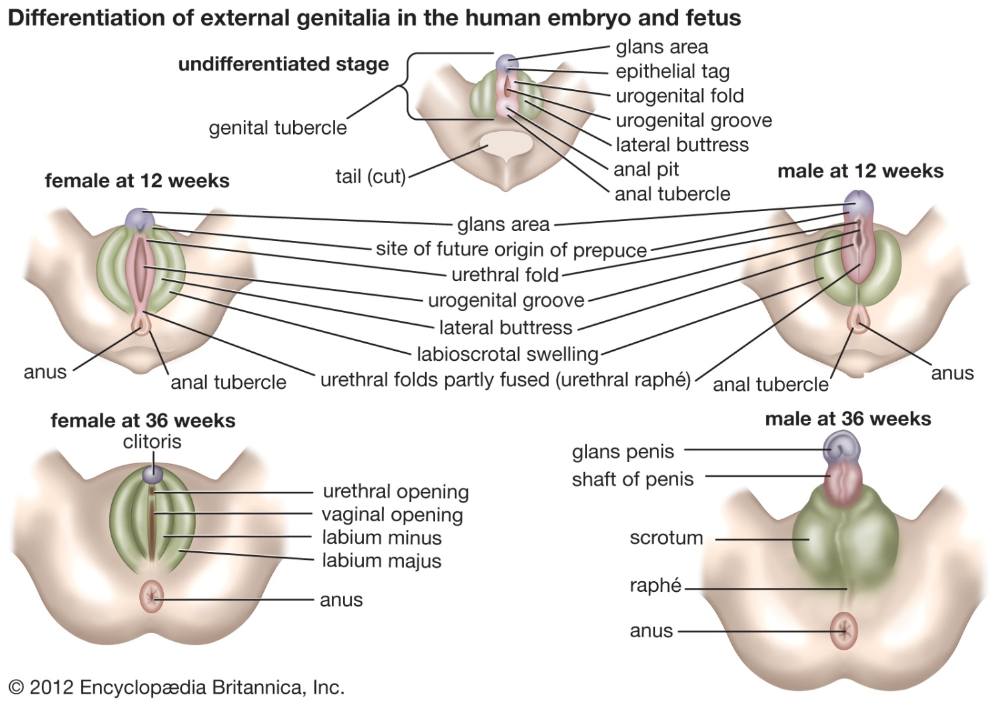 Differentiation of external genitalia in the human embryo and fetus
undifferentiated stage
genital tubercle
tail (cut)
glans area
epithelial tag
urogenital fold
urogenital groove
lateral buttress
anal pit
anal tubercle
female at 12 weeks
male at 12 weeks
glans area
site of future origin of prepuce
urethral fold
urogenital groove
lateral buttress
labioscrotal swelling
urethral folds partly fused (urethral raphé)
anus
anal tubercle
anal tubercle
anus
female at 36 weeks
clitoris
urethral opening
vaginal opening
labium minus
labium majus
anus
male at 36 weeks
glans penis
shaft of penis
scrotum
raphé
anus
© 2012 Encyclopædia Britannica, Inc.